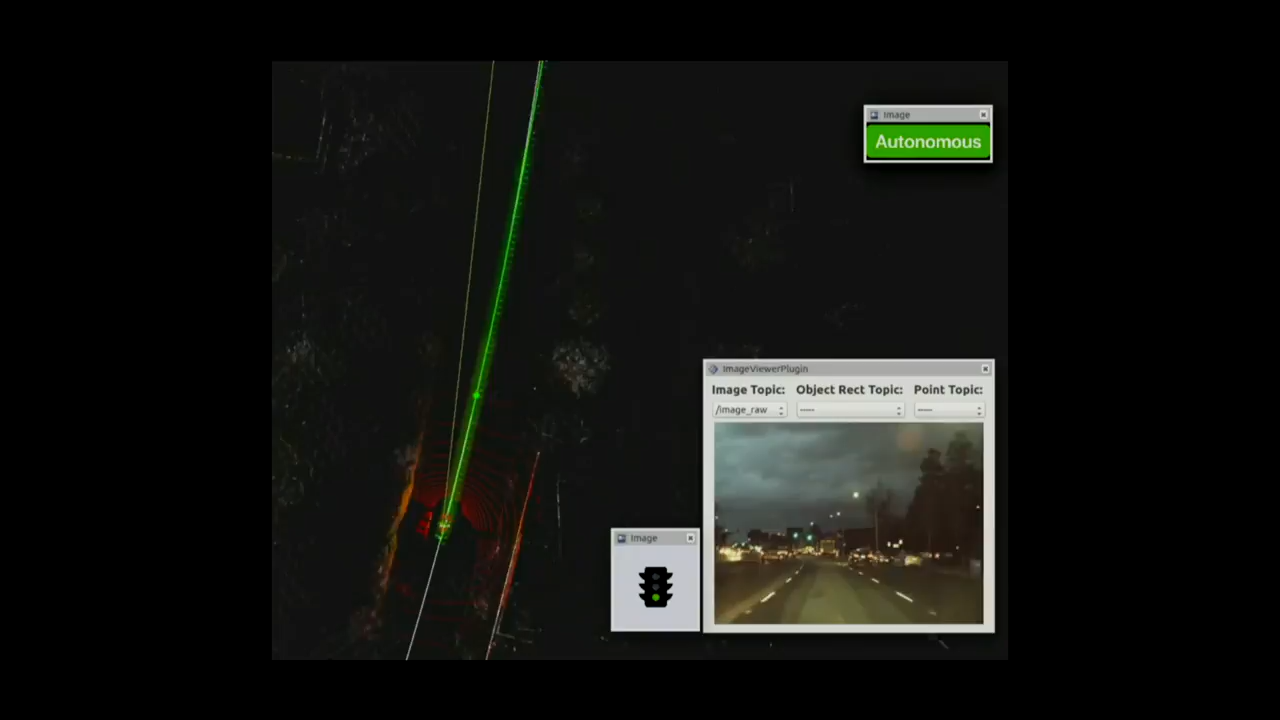 Image
Autonomous
ImageViewerPlugin
Image Topic: Object Rect Topic: Point Topic:
/image_raw ----- -----
Image